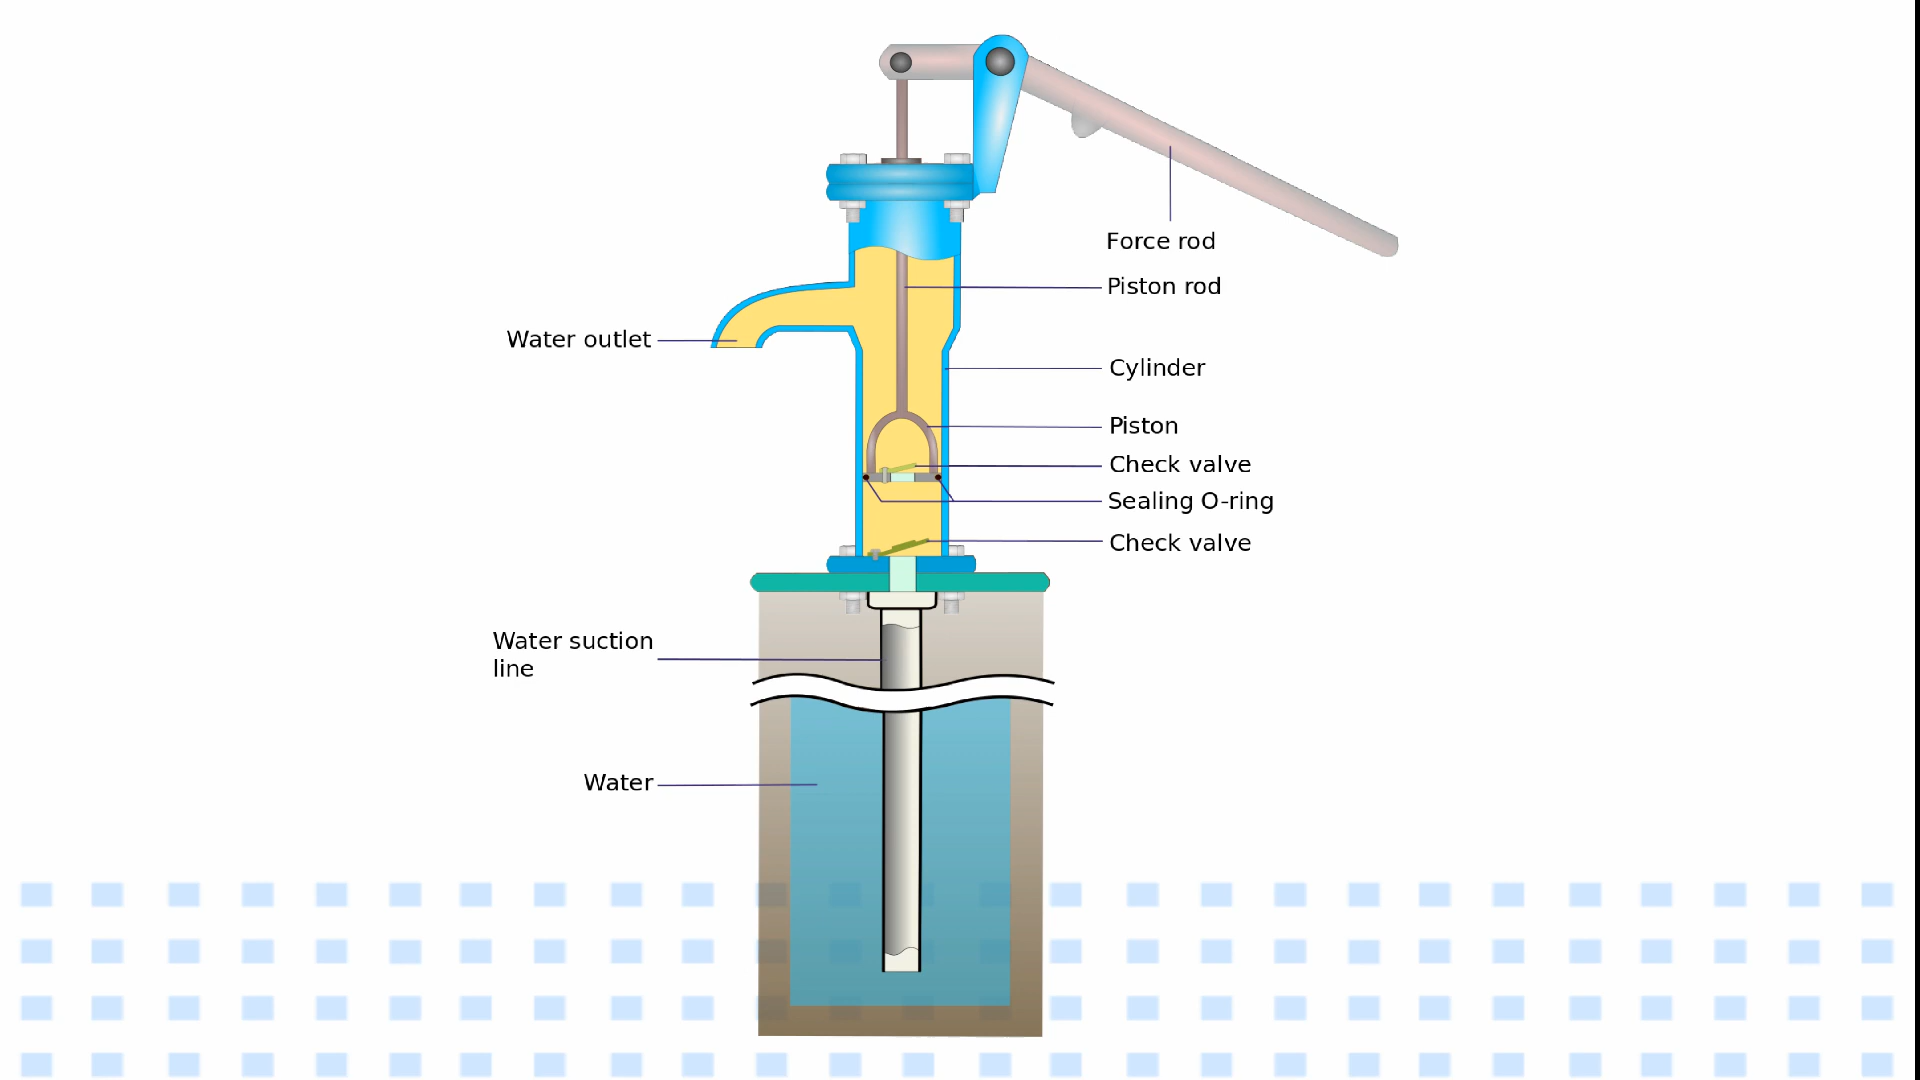 Force rod
Piston rod
Water outlet
Cylinder
Piston
Check valve
Sealing O-ring
Check valve
Water suction
line
Water